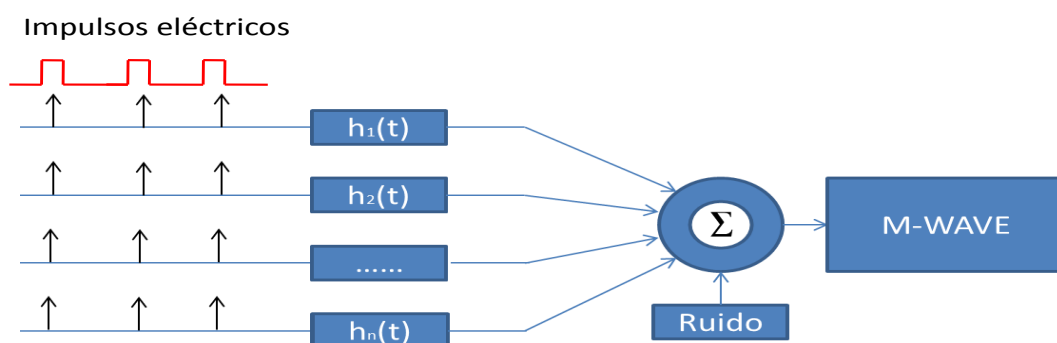 Impulsos eléctricos
h₁(t)
h₂(t)
......
hₙ(t)
Σ
Ruido
M-WAVE